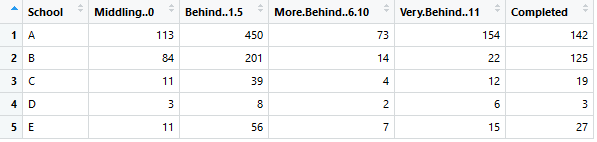 School Middling..0 Behind..1.5 More.Behind..6.10 Very.Behind..11 Completed
1 A 113 450 73 154 142
2 B 84 201 14 22 125
3 C 11 39 4 12 19
4 D 3 8 2 6 3
5 E 11 56 7 15 27